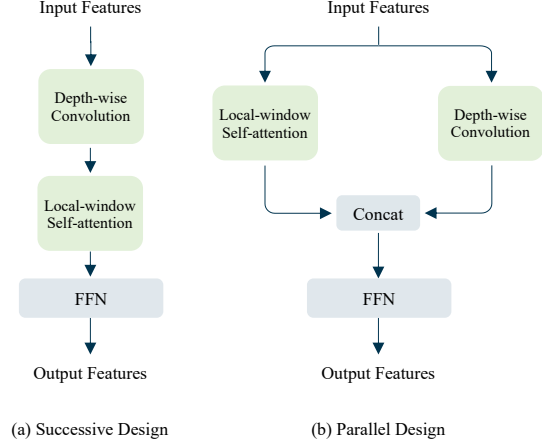 Input Features
Depth-wise
Convolution
Local-window
Self-attention
FFN
Output Features
(a) Successive Design
Input Features
Local-window
Self-attention
Depth-wise
Convolution
Concat
FFN
Output Features
(b) Parallel Design